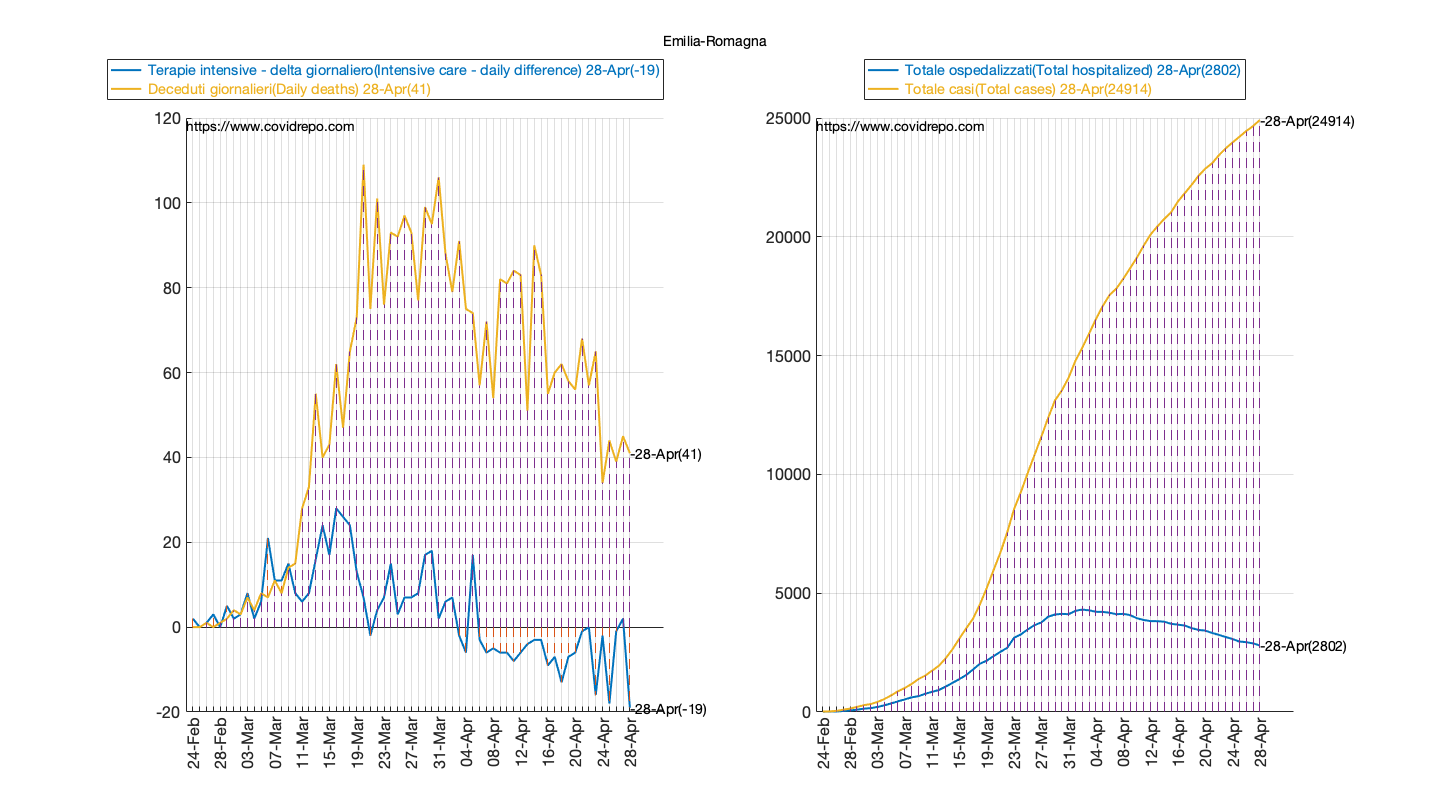 Emilia-Romagna
Terapie intensive - delta giornaliero(Intensive care - daily difference) 28-Apr(-19)
Deceduti giornalieri(Daily deaths) 28-Apr(41)
https://www.covidrepo.com
120
100
80
60
40
20
0
-20
-28-Apr(41)
-28-Apr(-19)
24-Feb
28-Feb
03-Mar
07-Mar
11-Mar
15-Mar
19-Mar
23-Mar
27-Mar
31-Mar
04-Apr
08-Apr
12-Apr
16-Apr
20-Apr
24-Apr
28-Apr
Totale ospedalizzati(Total hospitalized) 28-Apr(2802)
Totale casi(Total cases) 28-Apr(24914)
https://www.covidrepo.com
25000
20000
15000
10000
5000
0
-28-Apr(24914)
-28-Apr(2802)
24-Feb
28-Feb
03-Mar
07-Mar
11-Mar
15-Mar
19-Mar
23-Mar
27-Mar
31-Mar
04-Apr
08-Apr
12-Apr
16-Apr
20-Apr
24-Apr
28-Apr